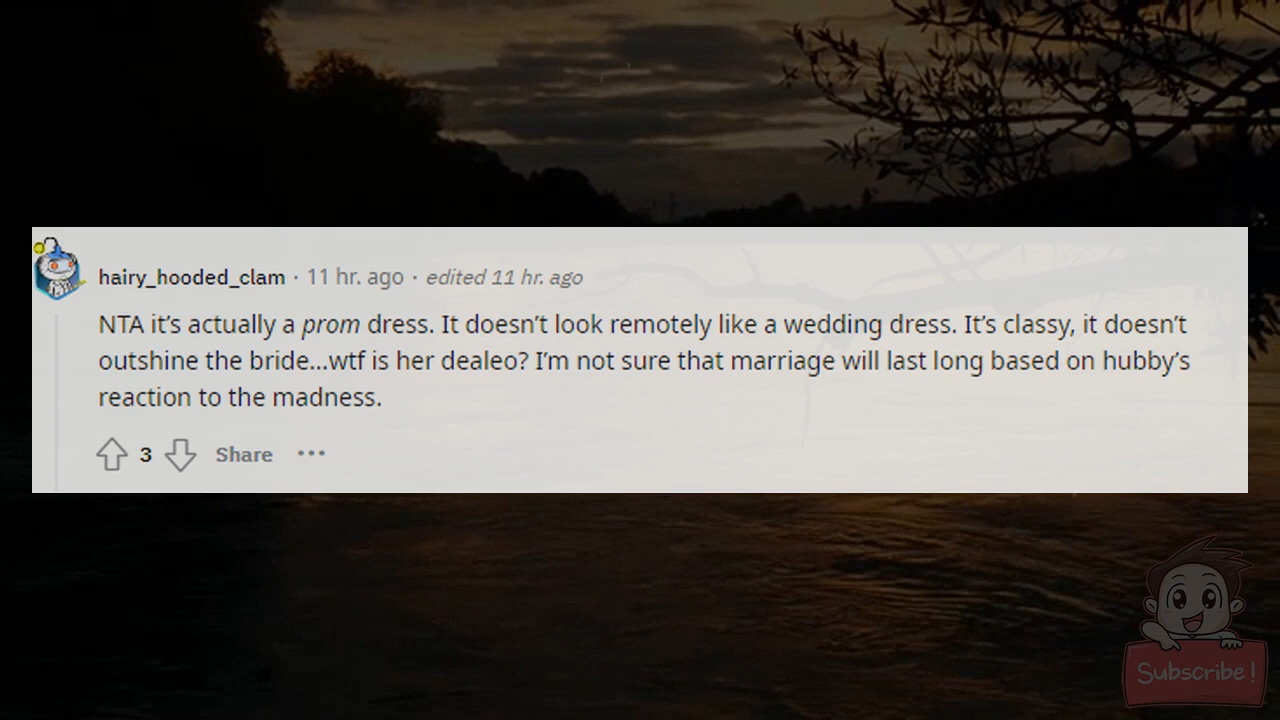 hairy_hooded_clam · 11 hr. ago · edited 11 hr. ago
NTA it’s actually a prom dress. It doesn’t look remotely like a wedding dress. It’s classy, it doesn’t
outshine the bride...wtf is her dealeo? I’m not sure that marriage will last long based on hubby’s
reaction to the madness.
3 Share
Subscribe!